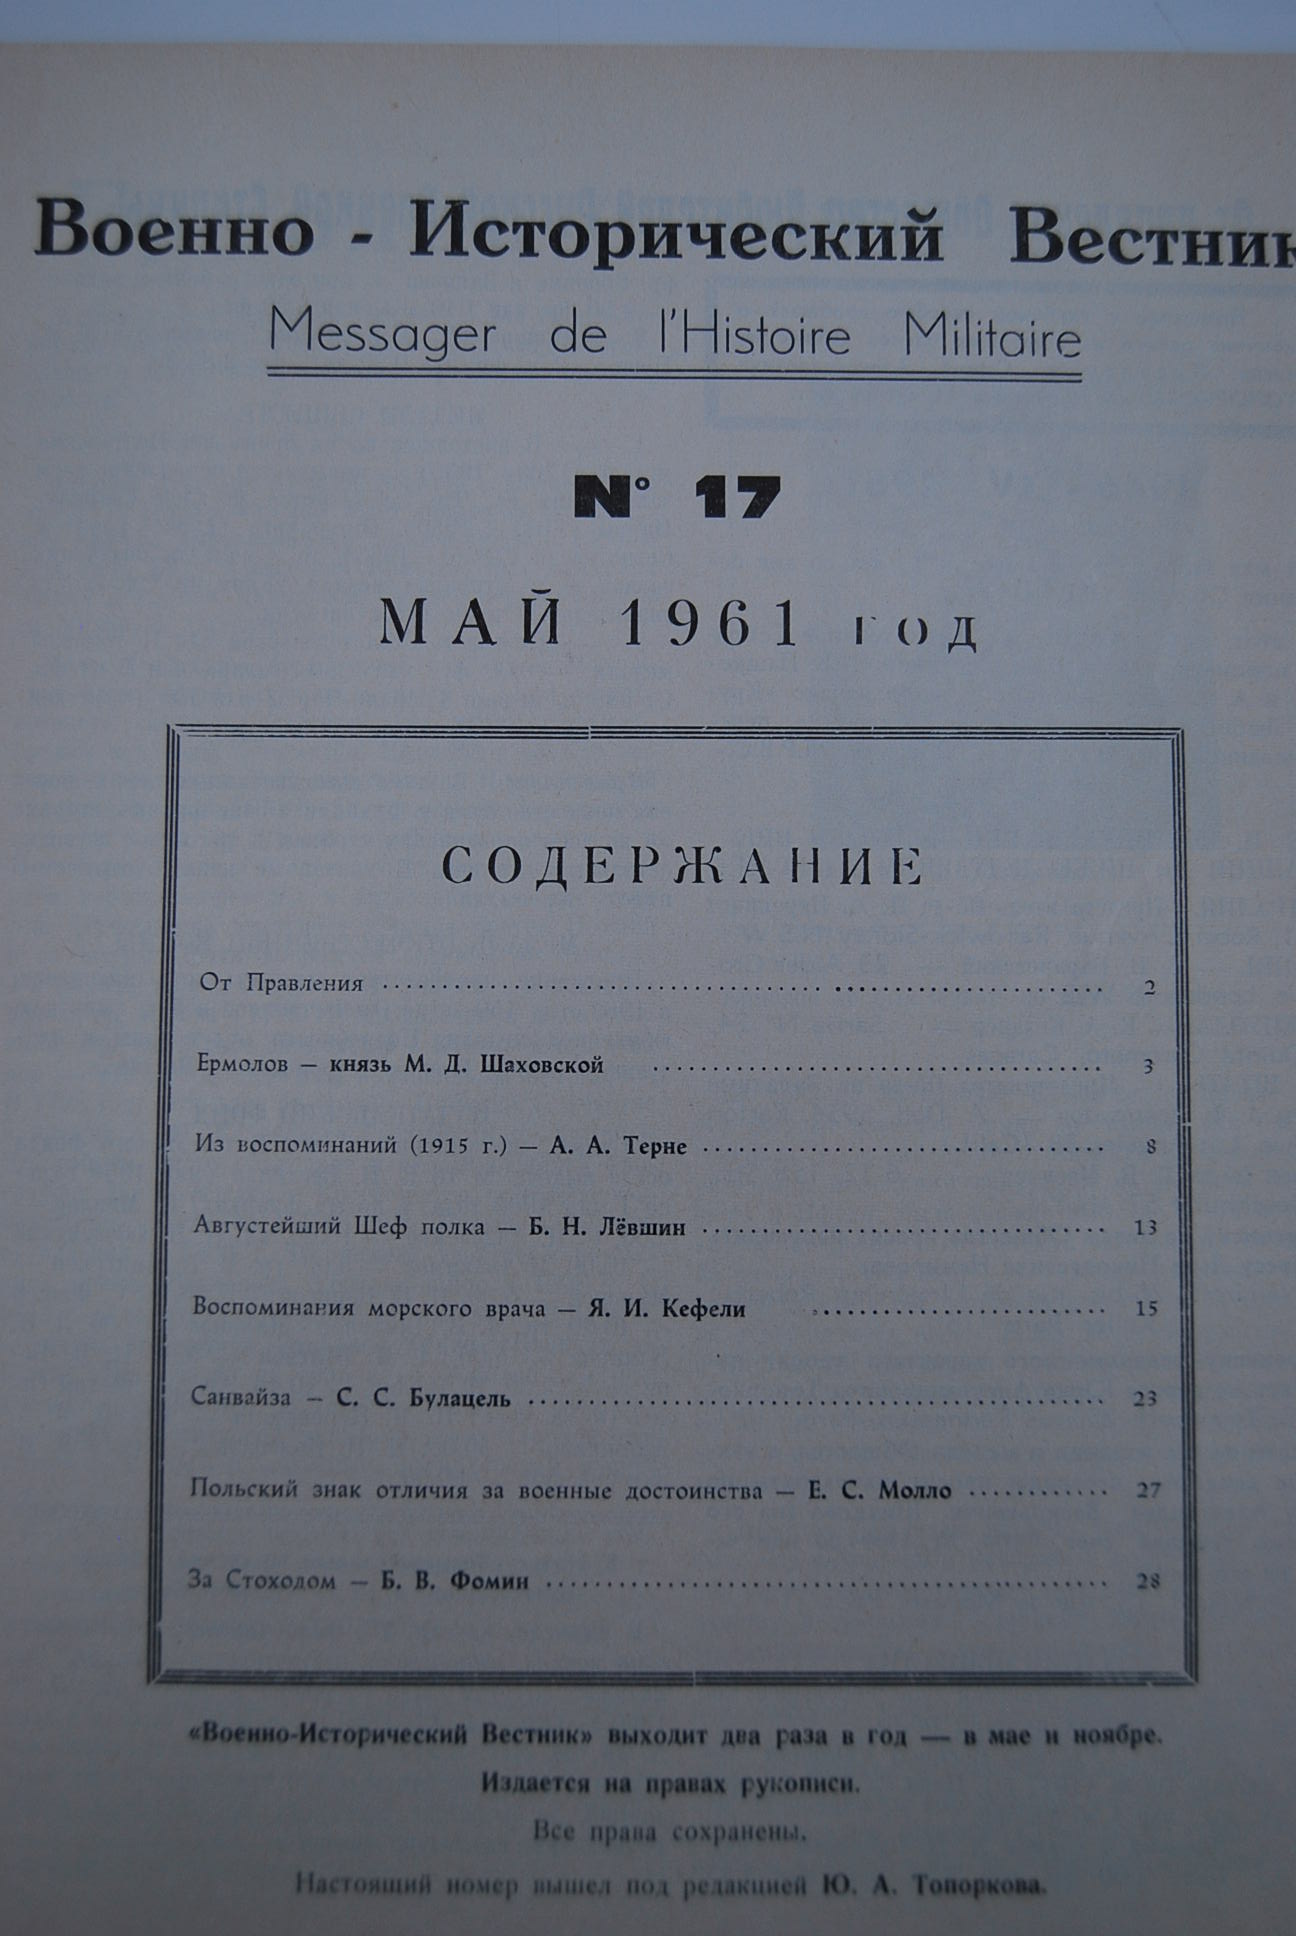 Военно - Исторический Вестник
Messager de l'Histoire Militaire
N° 17
МАЙ 1961 год
СОДЕРЖАНИЕ
От Правления ........................................ 2
Ермолов — князь М. Д. Шаховской ........................................ 3
Из воспоминаний (1915 г.) — А. А. Терне ........................................ 8
Августейший Шеф полка — Б. Н. Лёвшин ........................................ 13
Воспоминания морского врача — Я. И. Кефели ........................................ 15
Санвайза — С. С. Булацель ........................................ 23
Польский знак отличия за военные достоинства — Е. С. Молло ............ 27
За Стоходом — Б. В. Фомин ........................................ 28
«Военно-Исторический Вестник» выходит два раза в год — в мае и ноябре.
Издается на правах рукописи.
Все права сохранены.
Настоящий номер вышел под редакцией Ю. А. Топоркова.